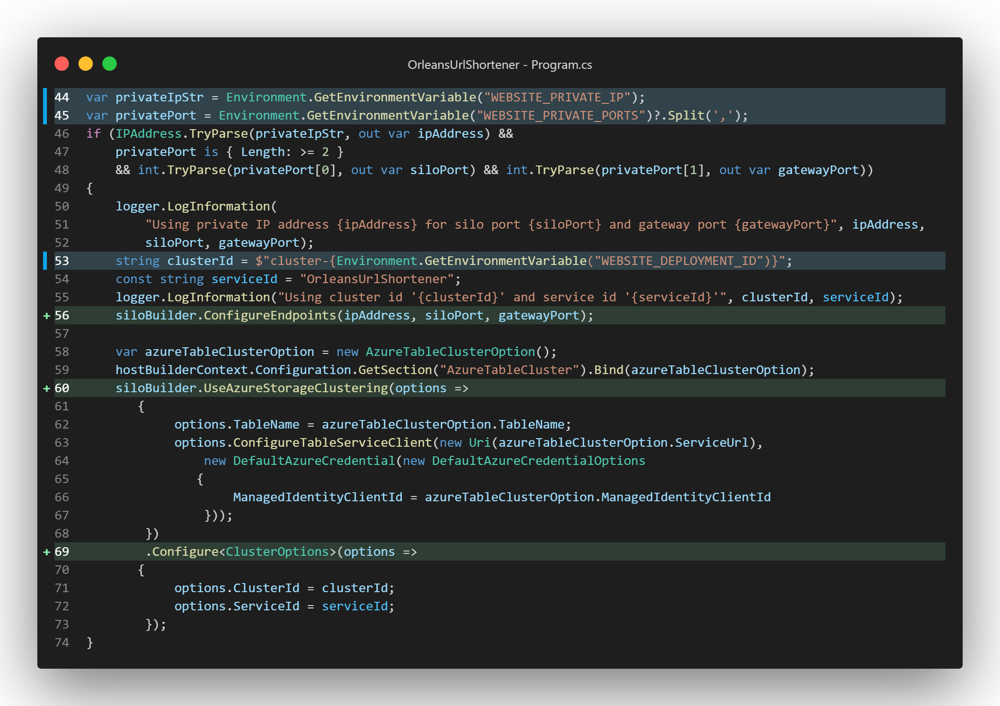 OrleansUrlShortener - Program.cs
44 var privateIpStr = Environment.GetEnvironmentVariable("WEBSITE_PRIVATE_IP");
45 var privatePort = Environment.GetEnvironmentVariable("WEBSITE_PRIVATE_PORTS")?.Split(',');
46 if (IPAddress.TryParse(privateIpStr, out var ipAddress) &&
47     privatePort is { Length: >= 2 }
48     && int.TryParse(privatePort[0], out var siloPort) && int.TryParse(privatePort[1], out var gatewayPort))
49 {
50     logger.LogInformation(
51         "Using private IP address {ipAddress} for silo port {siloPort} and gateway port {gatewayPort}", ipAddress,
52         siloPort, gatewayPort);
53     string clusterId = $"cluster-{Environment.GetEnvironmentVariable("WEBSITE_DEPLOYMENT_ID")}";
54     const string serviceId = "OrleansUrlShortener";
55     logger.LogInformation("Using cluster id '{clusterId}' and service id '{serviceId}'", clusterId, serviceId);
+ 56     siloBuilder.ConfigureEndpoints(ipAddress, siloPort, gatewayPort);
57
58     var azureTableClusterOption = new AzureTableClusterOption();
59     hostBuilderContext.Configuration.GetSection("AzureTableCluster").Bind(azureTableClusterOption);
+ 60     siloBuilder.UseAzureStorageClustering(options =>
61        {
62             options.TableName = azureTableClusterOption.TableName;
63             options.ConfigureTableServiceClient(new Uri(azureTableClusterOption.ServiceUrl),
64                 new DefaultAzureCredential(new DefaultAzureCredentialOptions
65                {
66                     ManagedIdentityClientId = azureTableClusterOption.ManagedIdentityClientId
67                 }));
68         })
+ 69         .Configure<ClusterOptions>(options =>
70        {
71             options.ClusterId = clusterId;
72             options.ServiceId = serviceId;
73         });
74 }